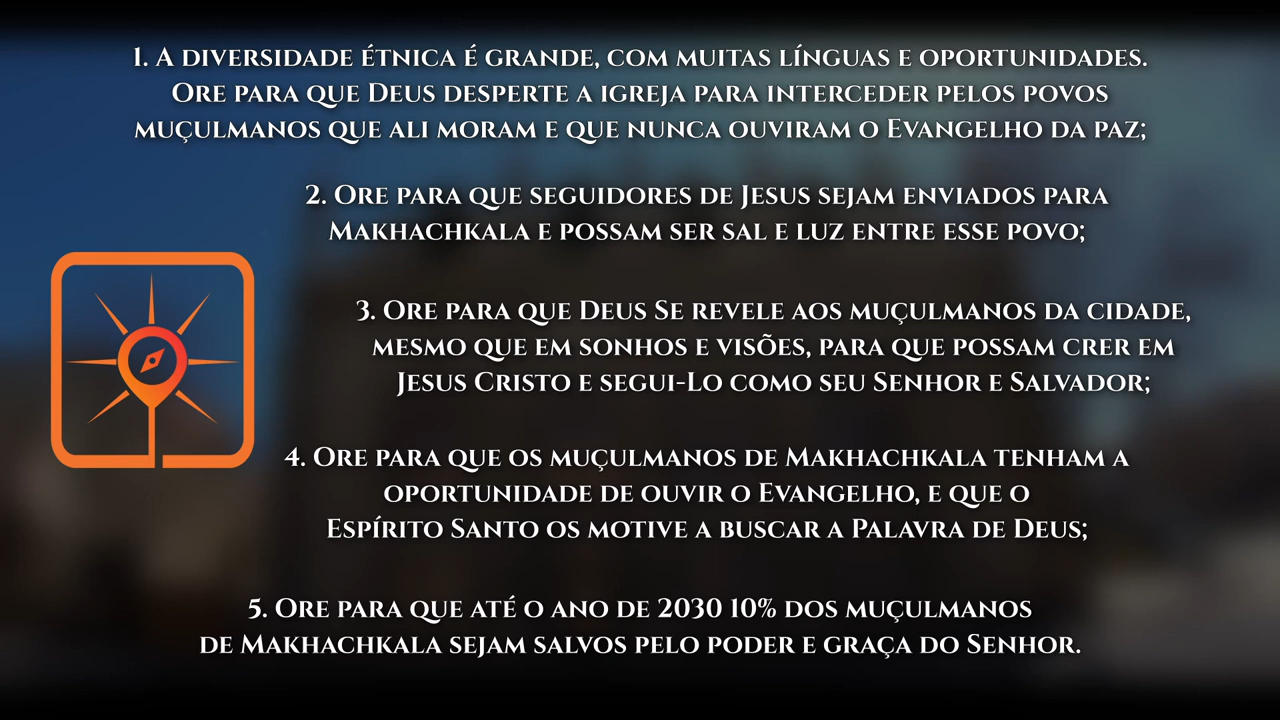 1. A diversidade étnica é grande, com muitas línguas e oportunidades.
Ore para que Deus desperte a igreja para interceder pelos povos
muçulmanos que ali moram e que nunca ouviram o Evangelho da paz;
2. Ore para que seguidores de Jesus sejam enviados para
Makhachkala e possam ser sal e luz entre esse povo;
3. Ore para que Deus Se revele aos muçulmanos da cidade,
mesmo que em sonhos e visões, para que possam crer em
Jesus Cristo e segui-Lo como seu Senhor e Salvador;
4. Ore para que os muçulmanos de Makhachkala tenham a
oportunidade de ouvir o Evangelho, e que o
Espírito Santo os motive a buscar a Palavra de Deus;
5. Ore para que até o ano de 2030 10% dos muçulmanos
de Makhachkala sejam salvos pelo poder e graça do Senhor.